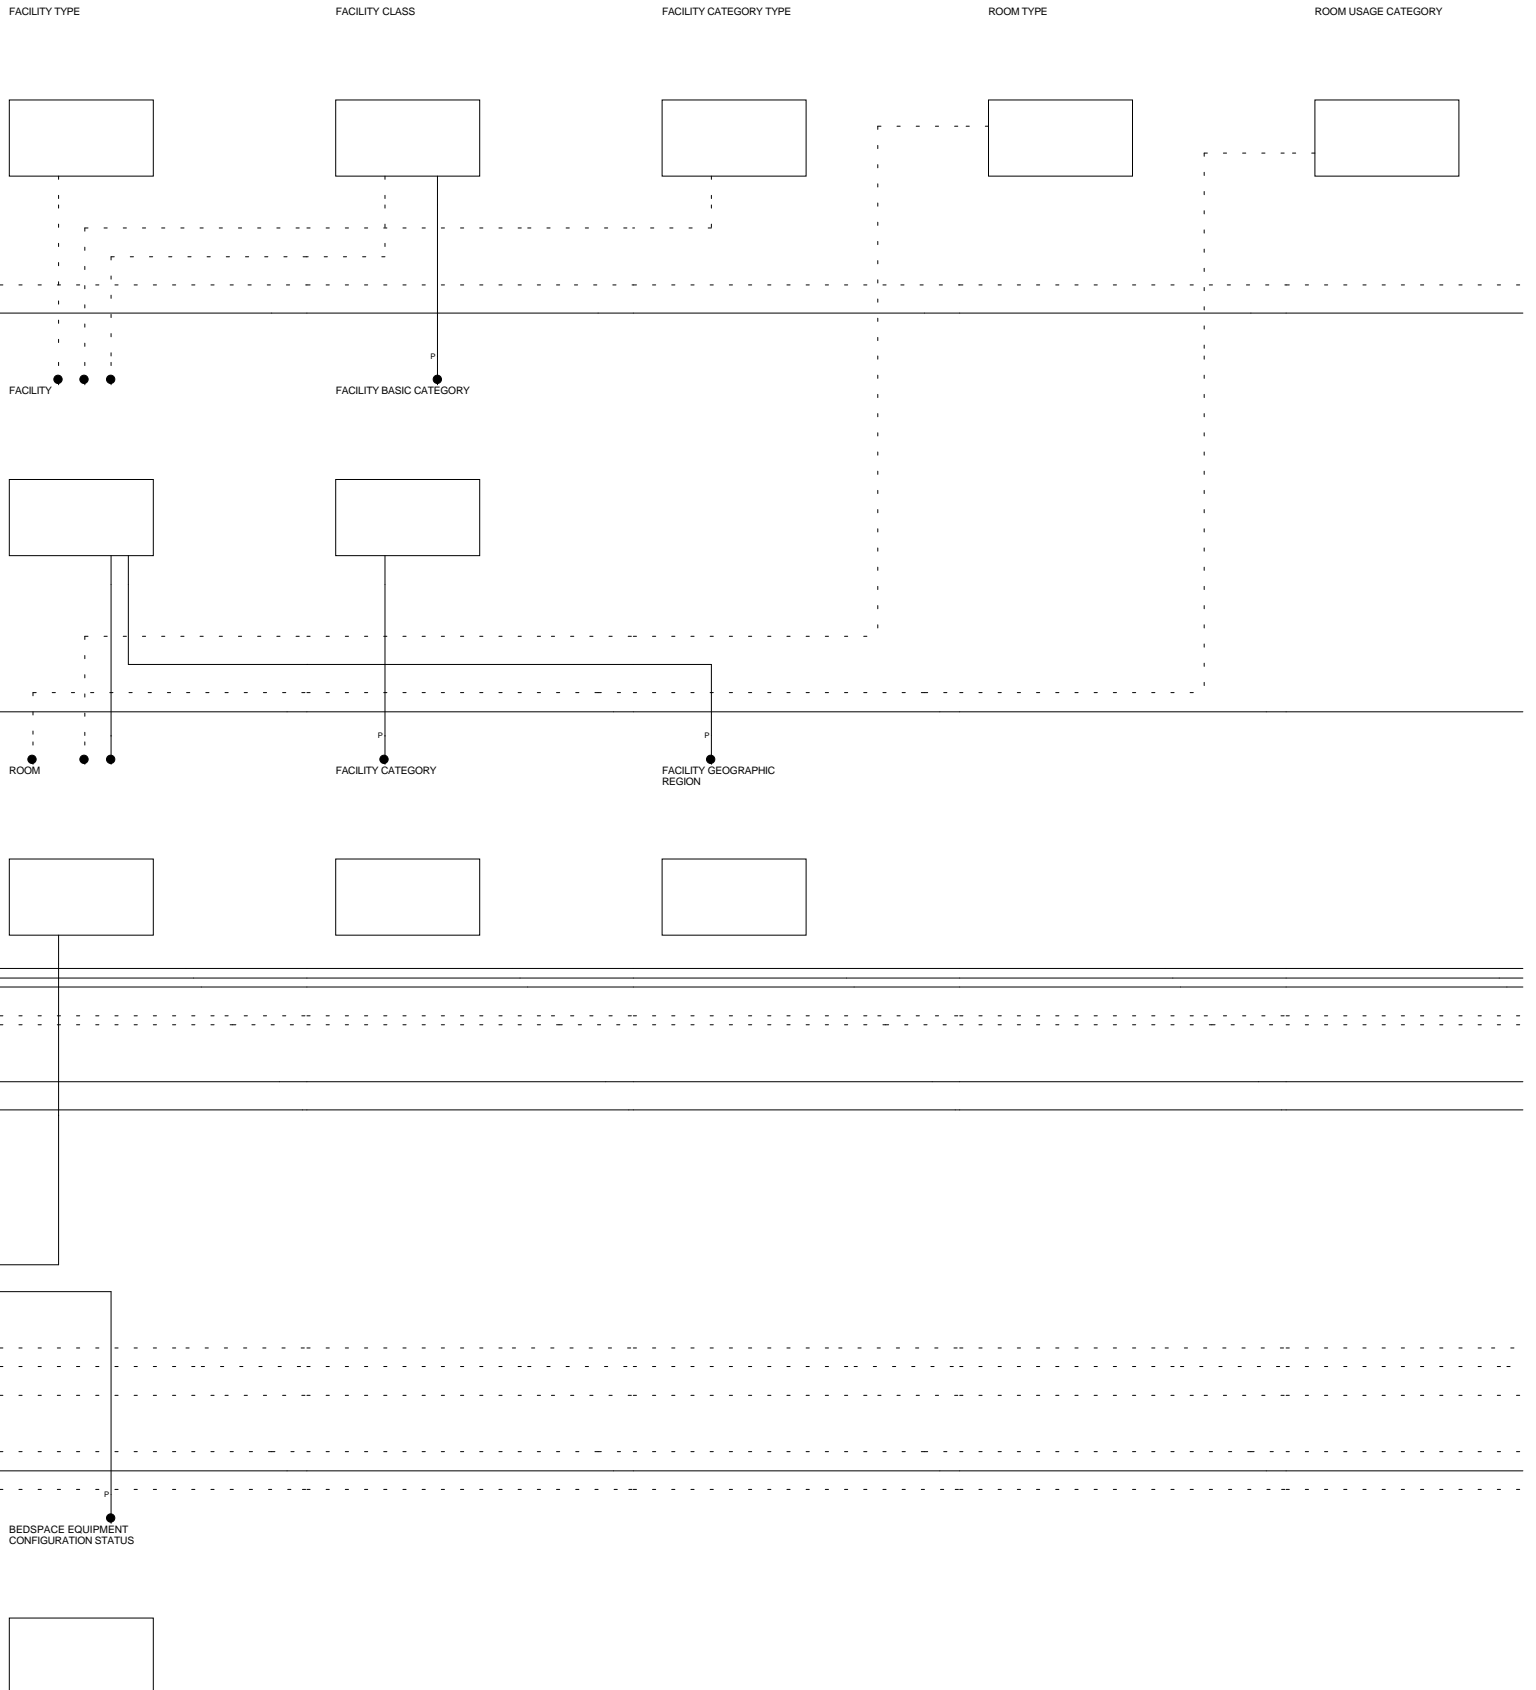 FACILITY TYPE
FACILITY CLASS
FACILITY CATEGORY TYPE
ROOM TYPE
ROOM USAGE CATEGORY
P
FACILITY
FACILITY BASIC CATEGORY
P
P
ROOM
FACILITY CATEGORY
FACILITY GEOGRAPHIC
REGION
P
BEDSPACE EQUIPMENT
CONFIGURATION STATUS